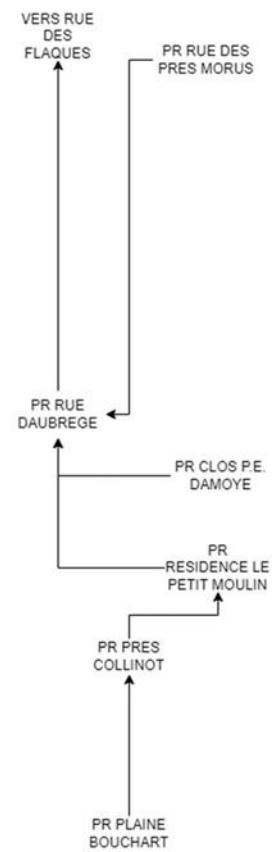 VERS RUE
DES
FLAQUES
PR RUE DES
PRES MORUS
PR RUE
DAUBREGE
PR CLOS P.E.
DAMOYE
PR
RESIDENCE LE
PETIT MOULIN
PR PRES
COLLINOT
PR PLAINE
BOUCHART